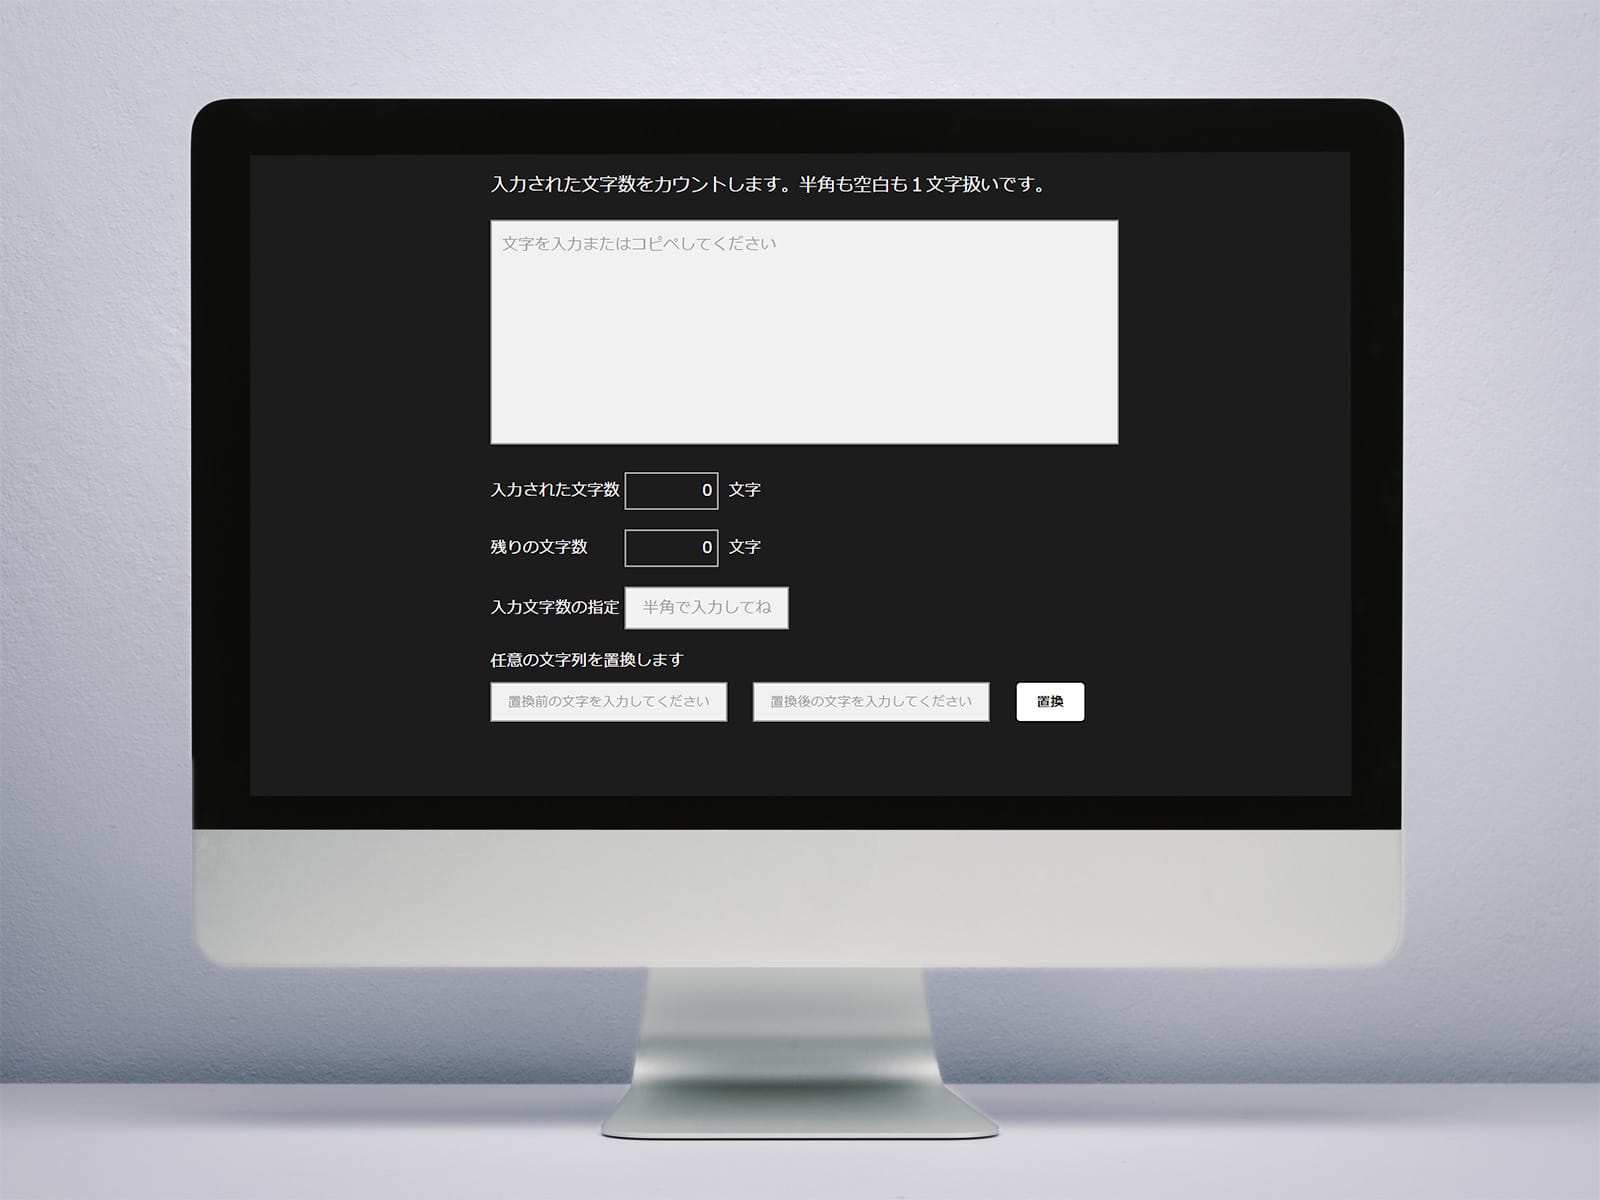 入力された文字数をカウントします。半角も空白も１文字扱いです。
文字を入力またはコピペしてください
入力された文字数 0 文字
残りの文字数 0 文字
入力文字数の指定 半角で入力してね
任意の文字列を置換します
置換前の文字を入力してください 置換後の文字を入力してください 置換